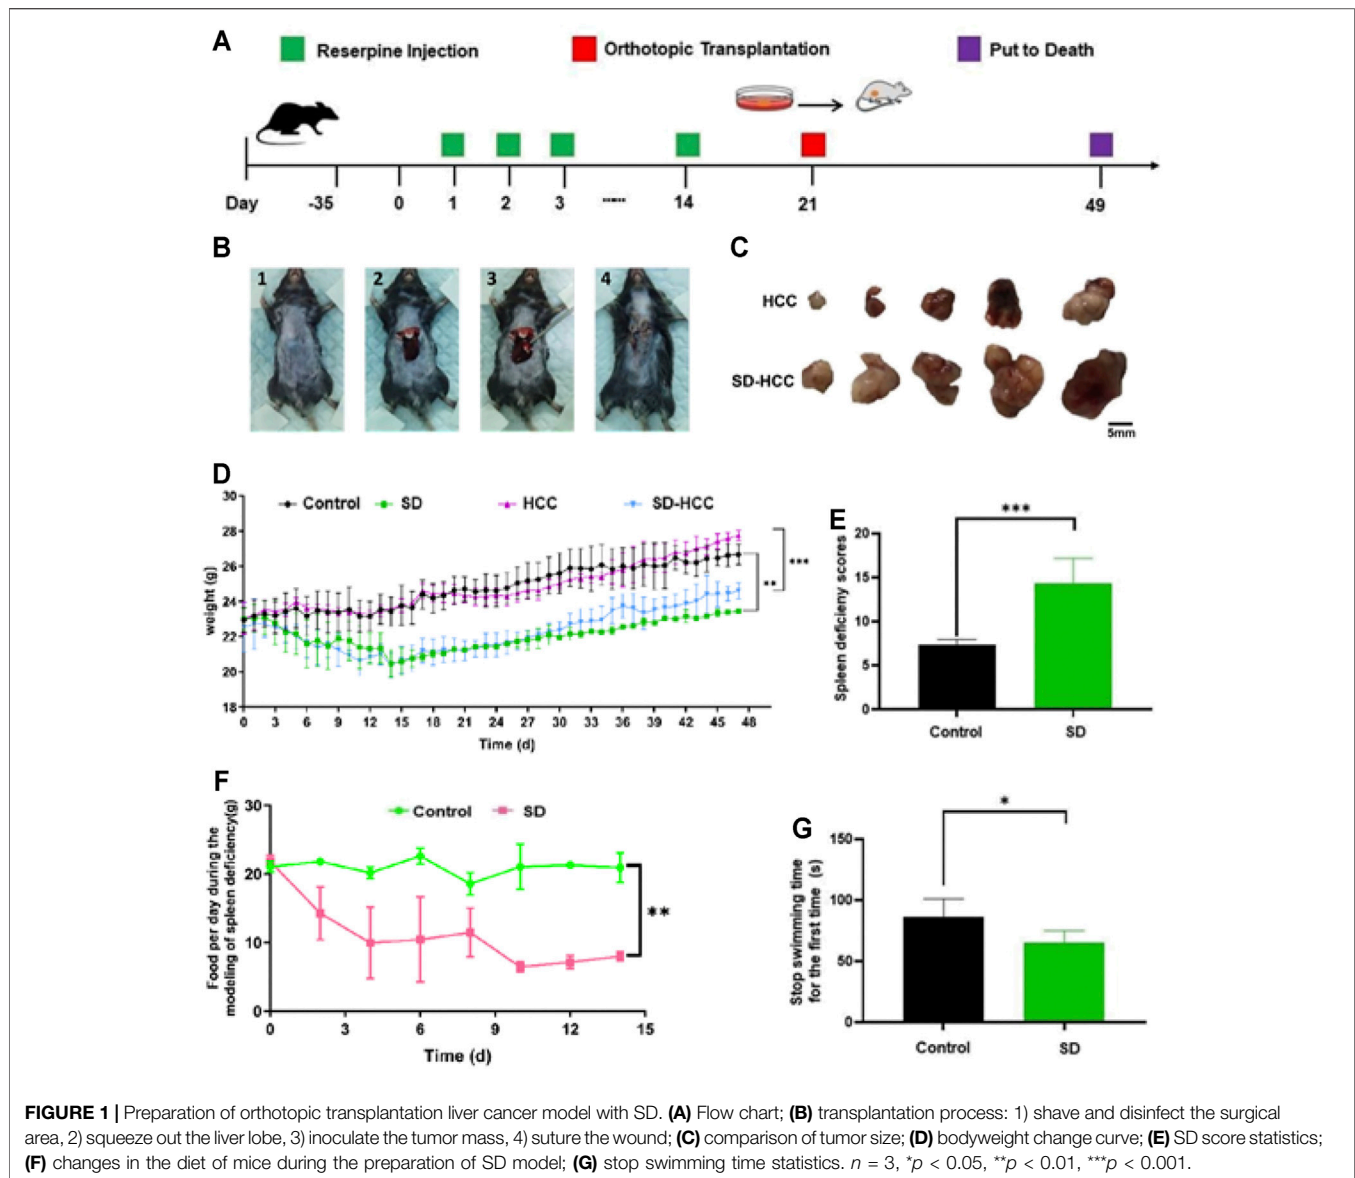 A
Reserpine Injection
Orthotopic Transplantation
Put to Death
Day -35 0 1 2 3 ...... 14 21 49
B
1 2 3 4
C
HCC
SD-HCC
5mm
D
Control SD HCC SD-HCC
weight (g)
30
28
26
24
22
20
18
0 3 6 9 12 15 18 21 24 27 30 33 36 39 42 45 48
Time (d)
***
**
E
***
Spleen deficieny scores
20
15
10
5
0
Control SD
F
Control SD
Food per day during the
modeling of spleen deficiency(g)
30
20
10
0
0 3 6 9 12 15
Time (d)
**
G
*
Stop swimming time
for the first time (s)
150
100
50
0
Control SD
FIGURE 1 | Preparation of orthotopic transplantation liver cancer model with SD. (A) Flow chart; (B) transplantation process: 1) shave and disinfect the surgical
area, 2) squeeze out the liver lobe, 3) inoculate the tumor mass, 4) suture the wound; (C) comparison of tumor size; (D) bodyweight change curve; (E) SD score statistics;
(F) changes in the diet of mice during the preparation of SD model; (G) stop swimming time statistics. n = 3, *p < 0.05, **p < 0.01, ***p < 0.001.